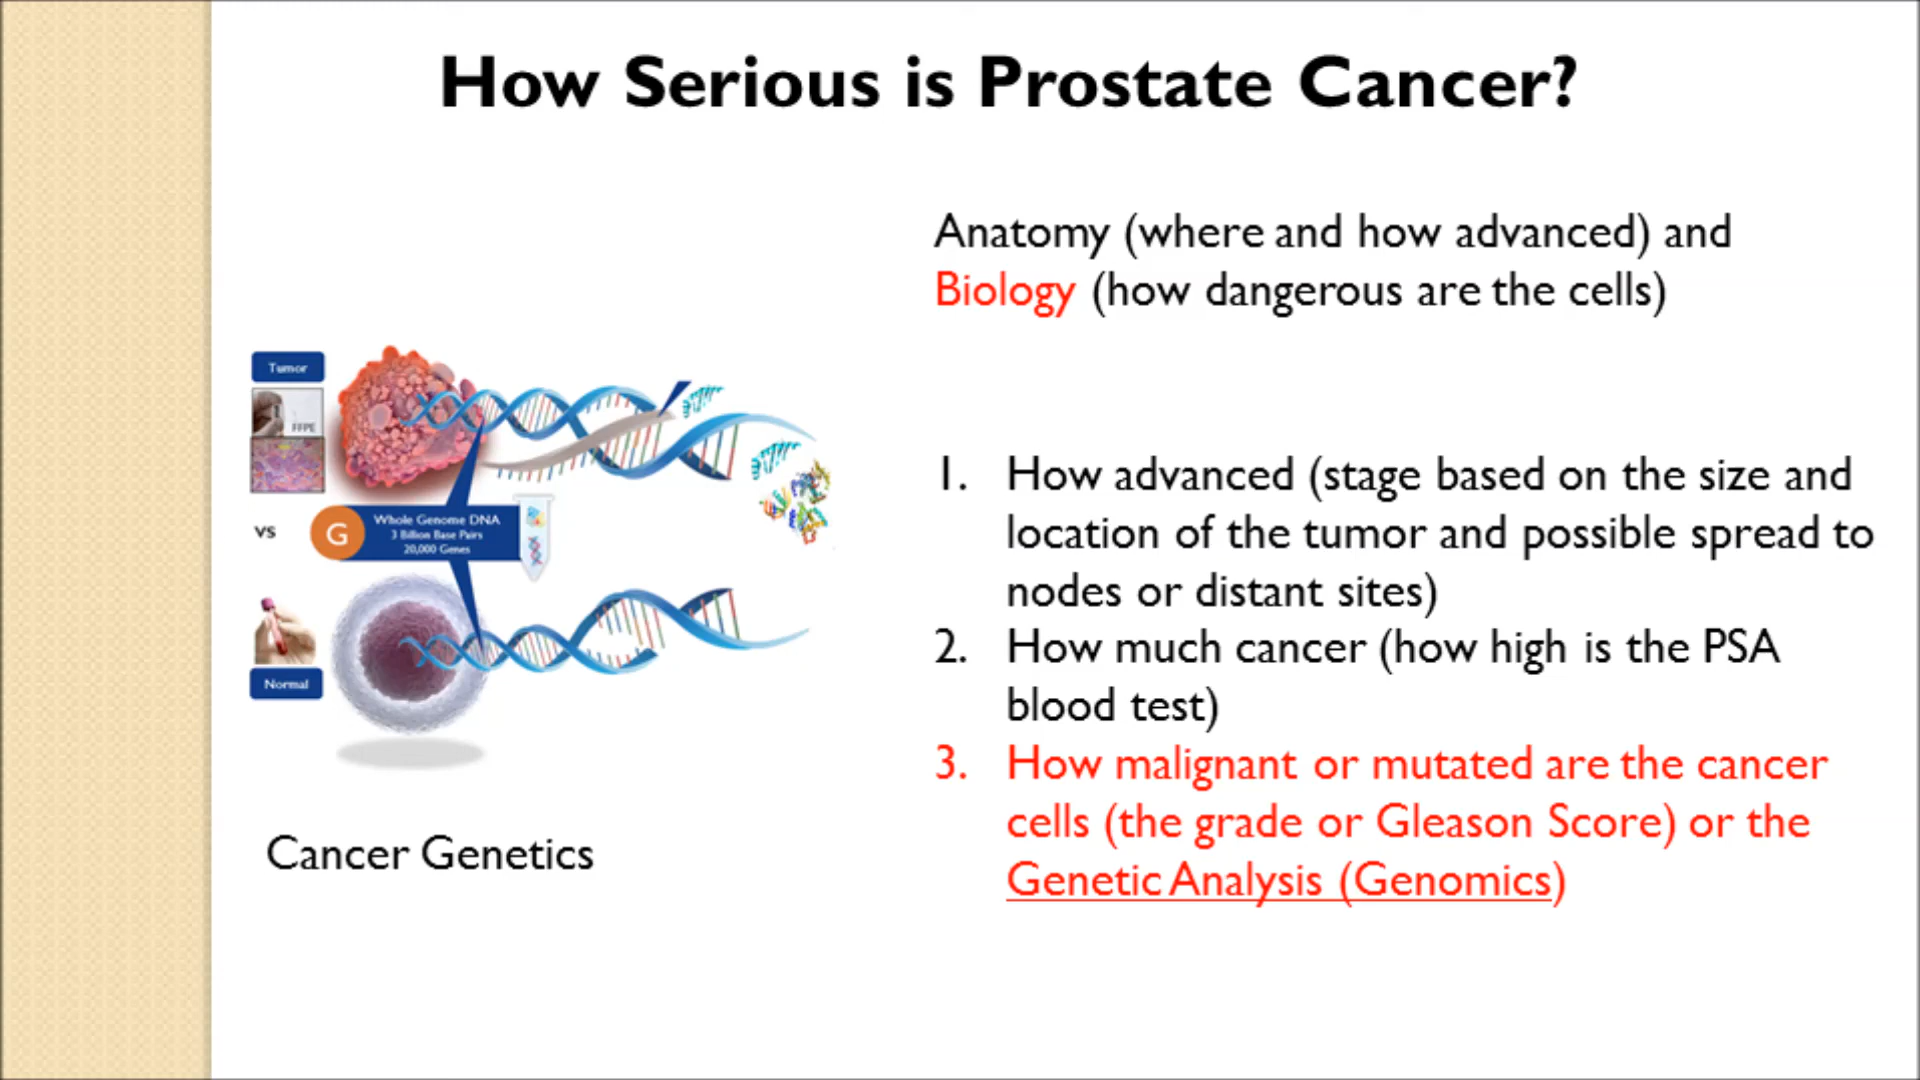 How Serious is Prostate Cancer?
Anatomy (where and how advanced) and
Biology (how dangerous are the cells)
Tumor
FFPE
vs
G
Whole Genome DNA
3 Billion Base Pairs
20,000 Genes
Normal
Cancer Genetics
1. How advanced (stage based on the size and
location of the tumor and possible spread to
nodes or distant sites)
2. How much cancer (how high is the PSA
blood test)
3. How malignant or mutated are the cancer
cells (the grade or Gleason Score) or the
Genetic Analysis (Genomics)